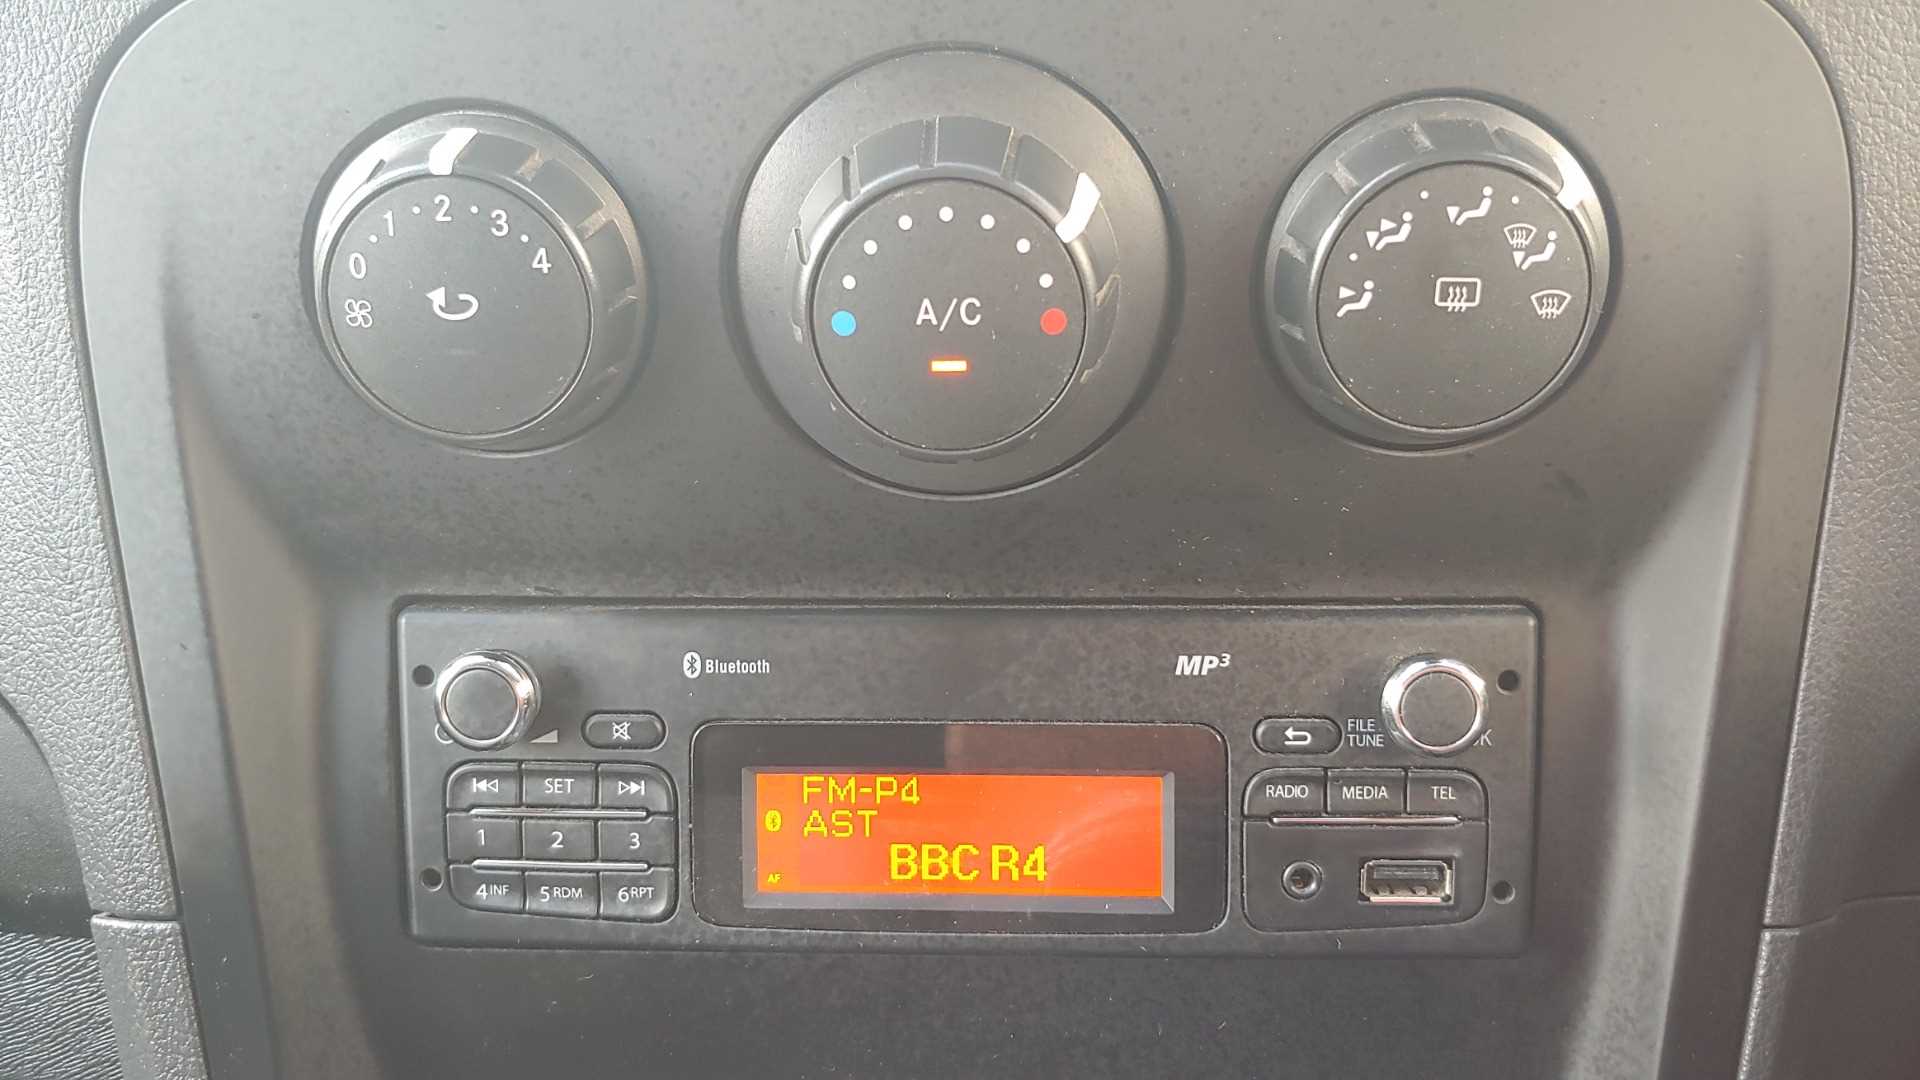 0 1 2 3 4
A/C
Bluetooth
MP3
FILE
TUNE
SET
RADIO MEDIA TEL
FM-P4
AST
BBC R4
AF
1 2 3
4 INF 5 RDM 6 RPT